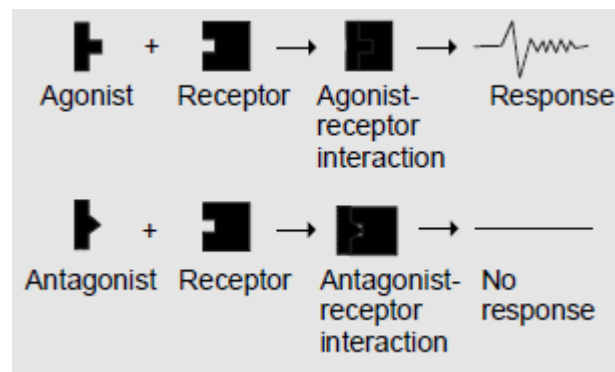 +
Agonist Receptor Agonist- Response
receptor
interaction
+
Antagonist Receptor Antagonist- No
receptor response
interaction